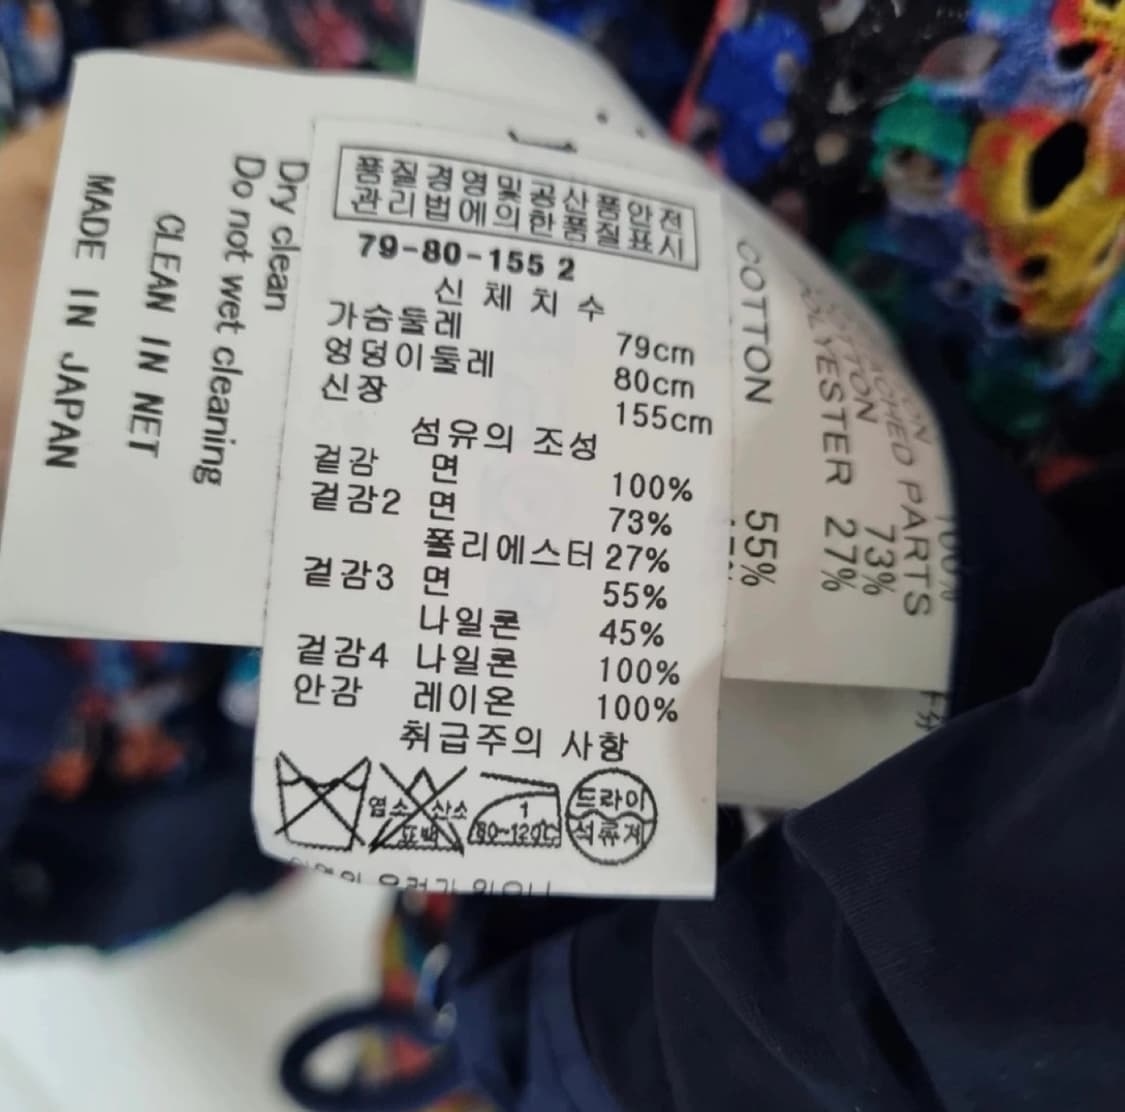 품질경영및공산품안전
관리법에의한품질표시
79-80-155 2
신체치수
가슴둘레 79cm
엉덩이둘레 80cm
신장 155cm
섬유의 조성
겉감 면 100%
겉감2 면 73%
폴리에스터 27%
겉감3 면 55%
나일론 45%
겉감4 나일론 100%
안감 레이온 100%
취급주의 사항
염소 산소
표백
1
80~120℃
드라이
석유계
Dry clean
Do not wet cleaning
CLEAN IN NET
MADE IN JAPAN
COTTON 55%
PARTS
73%
POLYESTER 27%
100%